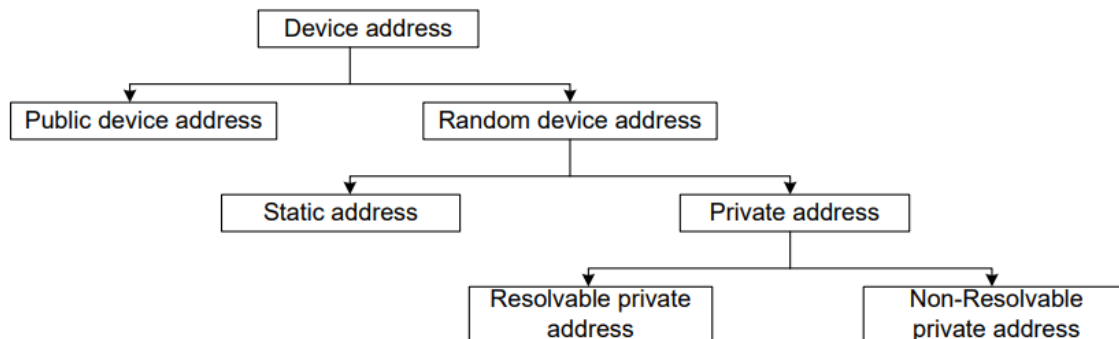 Device address
Public device address
Random device address
Static address
Private address
Resolvable private
address
Non-Resolvable
private address